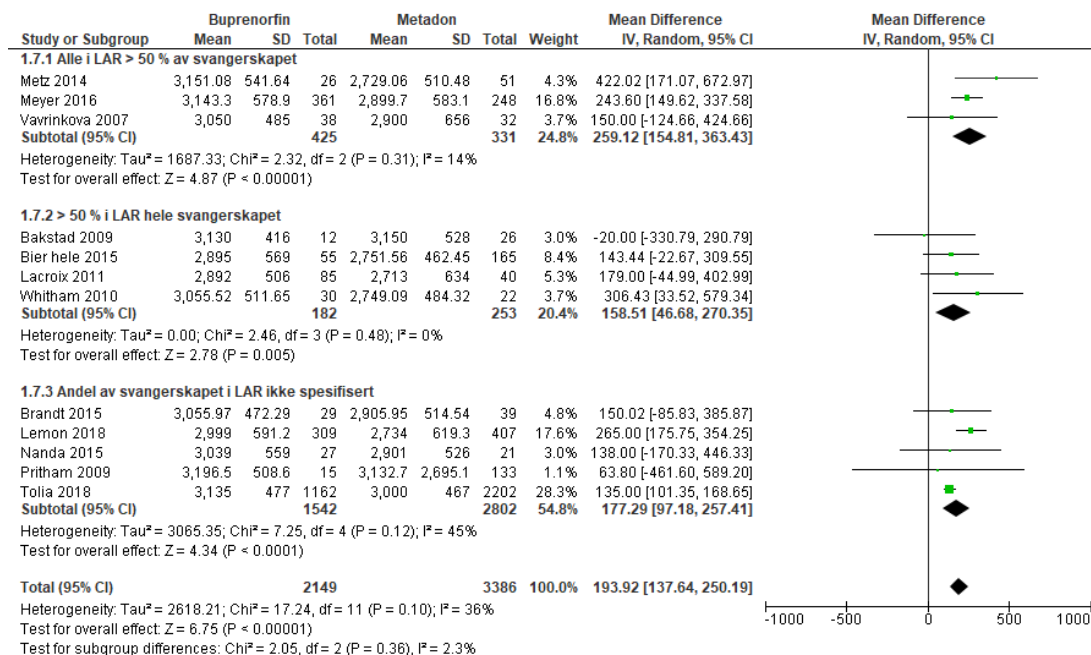 Buprenorfin Metadon Mean Difference Mean Difference
Study or Subgroup Mean SD Total Mean SD Total Weight IV, Random, 95% CI IV, Random, 95% CI
1.7.1 Alle i LAR > 50 % av svangerskapet
Metz 2014 3,151.08 541.64 26 2,729.06 510.48 51 4.3% 422.02 [171.07, 672.97]
Meyer 2016 3,143.3 578.9 361 2,899.7 583.1 248 16.8% 243.60 [149.62, 337.58]
Vavrinkova 2007 3,050 485 38 2,900 656 32 3.7% 150.00 [-124.66, 424.66]
Subtotal (95% CI) 425 331 24.8% 259.12 [154.81, 363.43]
Heterogeneity: Tau² = 1687.33; Chi² = 2.32, df = 2 (P = 0.31); I² = 14%
Test for overall effect: Z = 4.87 (P < 0.00001)
1.7.2 > 50 % i LAR hele svangerskapet
Bakstad 2009 3,130 416 12 3,150 528 26 3.0% -20.00 [-330.79, 290.79]
Bier hele 2015 2,895 569 55 2,751.56 462.45 165 8.4% 143.44 [-22.67, 309.55]
Lacroix 2011 2,892 506 85 2,713 634 40 5.3% 179.00 [-44.99, 402.99]
Whitham 2010 3,055.52 511.65 30 2,749.09 484.32 22 3.7% 306.43 [33.52, 579.34]
Subtotal (95% CI) 182 253 20.4% 158.51 [46.68, 270.35]
Heterogeneity: Tau² = 0.00; Chi² = 2.46, df = 3 (P = 0.48); I² = 0%
Test for overall effect: Z = 2.78 (P = 0.005)
1.7.3 Andel av svangerskapet i LAR ikke spesifisert
Brandt 2015 3,055.97 472.29 29 2,905.95 514.54 39 4.8% 150.02 [-85.83, 385.87]
Lemon 2018 2,999 591.2 309 2,734 619.3 407 17.6% 265.00 [175.75, 354.25]
Nanda 2015 3,039 559 27 2,901 526 21 3.0% 138.00 [-170.33, 446.33]
Pritham 2009 3,196.5 508.6 15 3,132.7 2,695.1 133 1.1% 63.80 [-461.60, 589.20]
Tolia 2018 3,135 477 1162 3,000 467 2202 28.3% 135.00 [101.35, 168.65]
Subtotal (95% CI) 1542 2802 54.8% 177.29 [97.18, 257.41]
Heterogeneity: Tau² = 3065.35; Chi² = 7.25, df = 4 (P = 0.12); I² = 45%
Test for overall effect: Z = 4.34 (P < 0.0001)
Total (95% CI) 2149 3386 100.0% 193.92 [137.64, 250.19]
Heterogeneity: Tau² = 2618.21; Chi² = 17.24, df = 11 (P = 0.10); I² = 36%
Test for overall effect: Z = 6.75 (P < 0.00001)
Test for subgroup differences: Chi² = 2.05, df = 2 (P = 0.36), I² = 2.3%
-1000 -500 0 500 1000